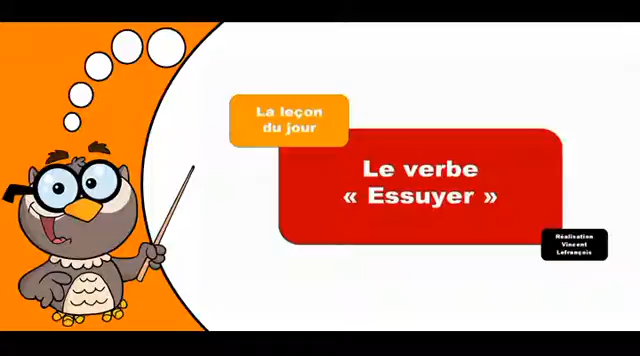 La leçon
du jour
Le verbe
« Essuyer »
Réalisation
Vincent
Lefrançois